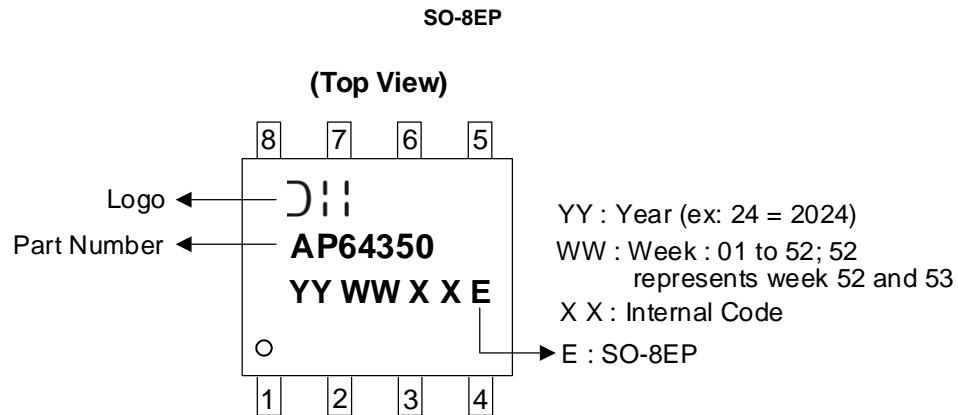 SO-8EP
(Top View)
8 7 6 5
Logo
Part Number
AP64350
YY WW X X E
YY : Year (ex: 24 = 2024)
WW : Week : 01 to 52; 52
represents week 52 and 53
X X : Internal Code
E : SO-8EP
1 2 3 4